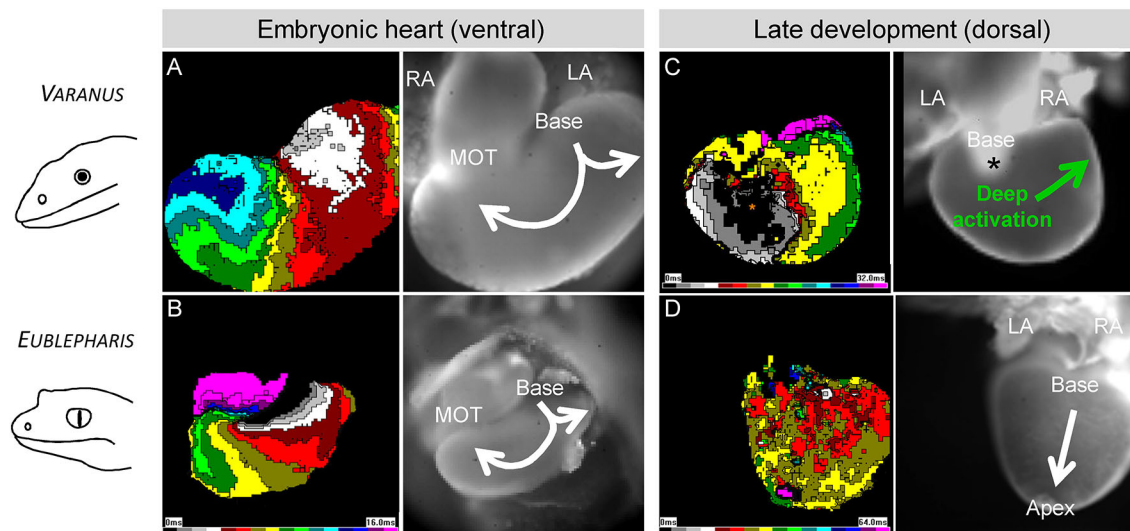 Embryonic heart (ventral)
Late development (dorsal)
VARANUS
A
RA
LA
Base
MOT
C
0ms
32.0ms
LA
RA
Base
*
Deep
activation
EUBLEPHARIS
B
0ms
16.0ms
Base
MOT
D
0ms
64.0ms
LA
RA
Base
Apex